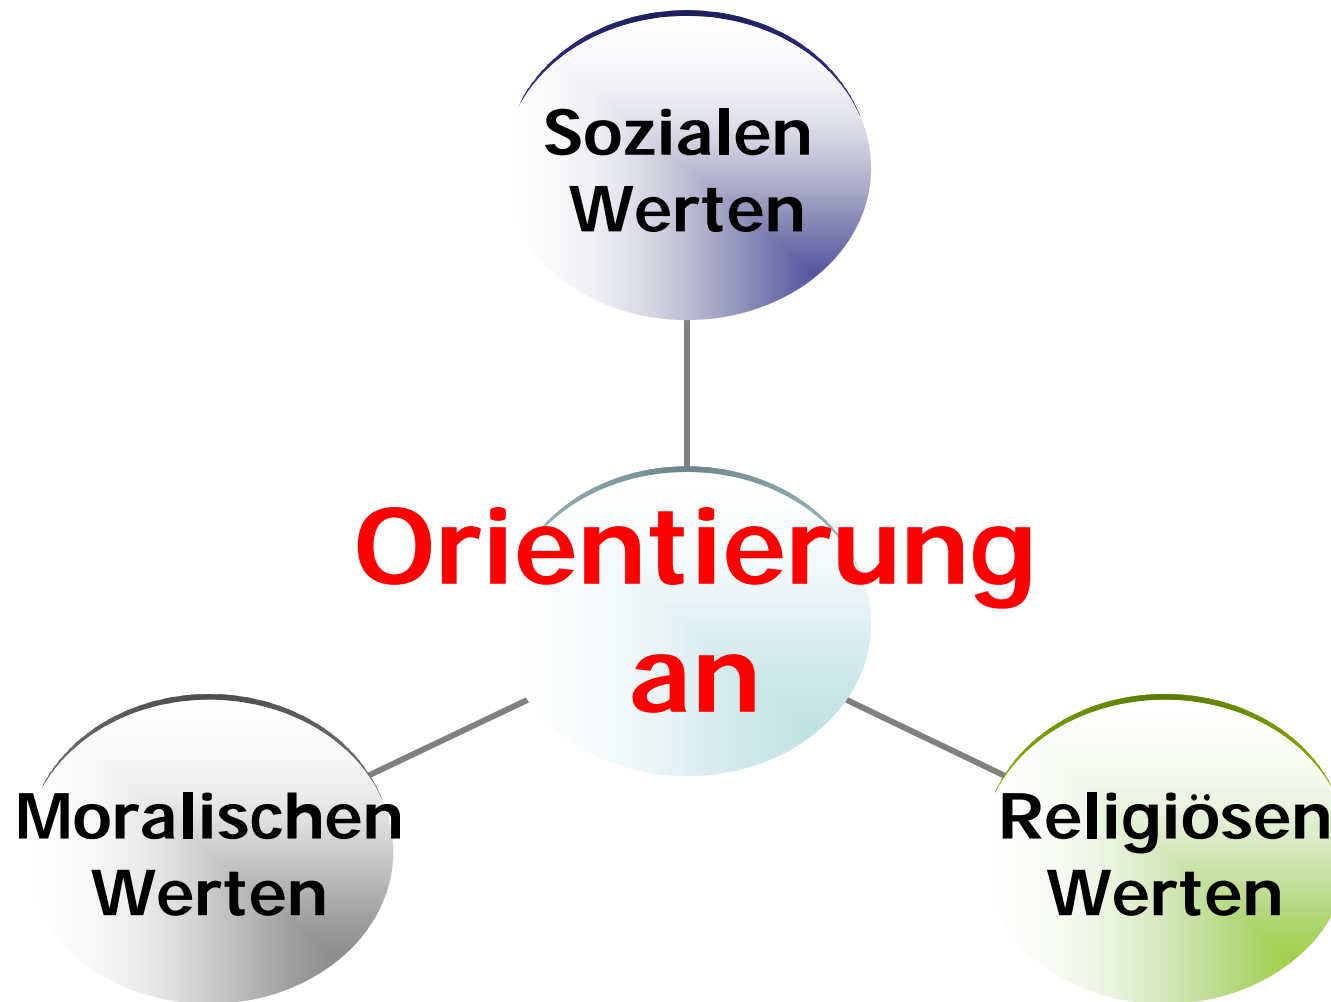 Sozialen
Werten
Orientierung
an
Moralischen
Werten
Religiösen
Werten